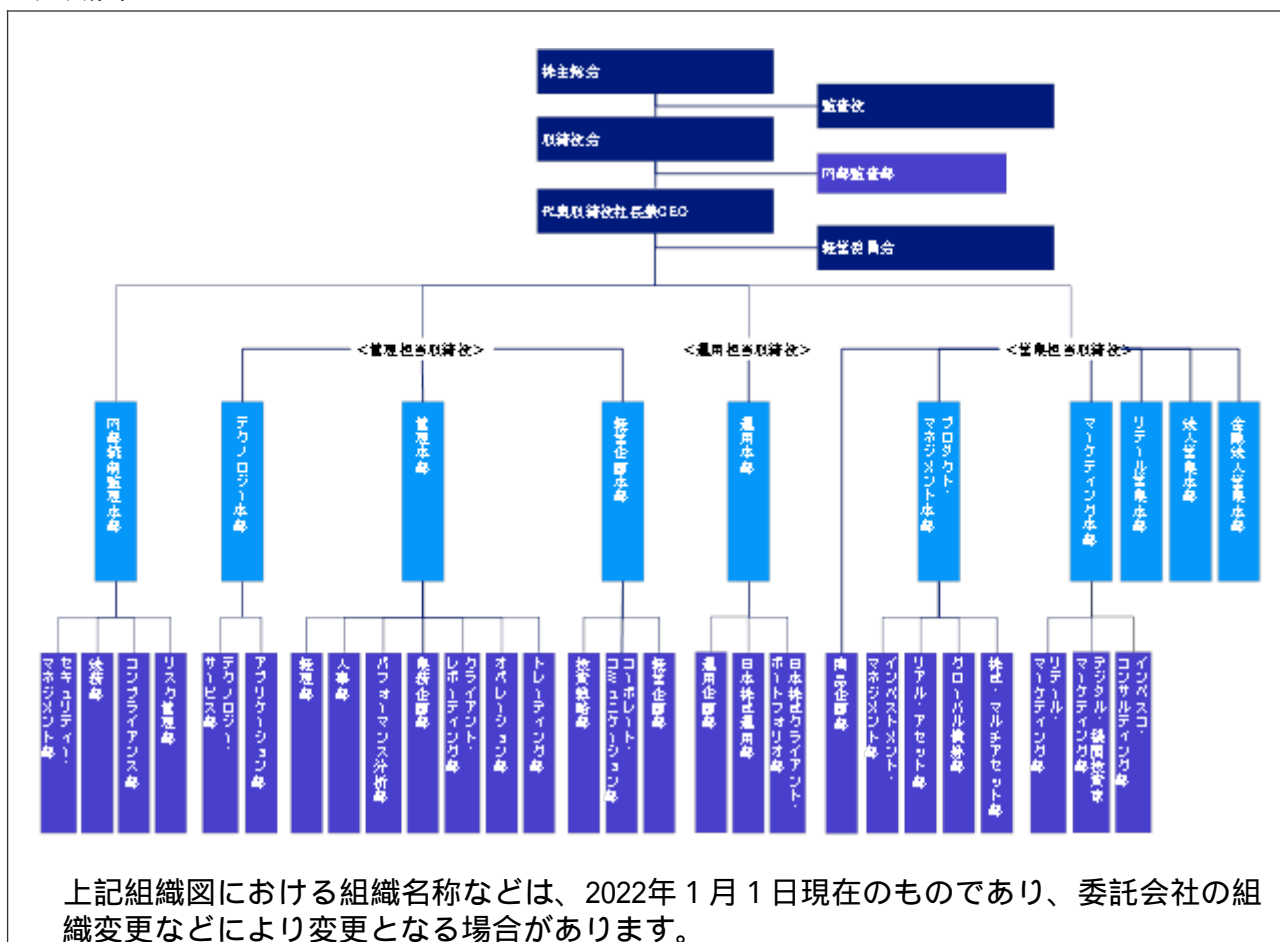 株主総会
監査役
取締役会
内部監査部
代表取締役社長兼CEO
経営委員会
<管理担当取締役>
<運用担当取締役>
<営業担当取締役>
内部統制管理本部
テクノロジー本部
管理本部
経営企画本部
運用本部
プロダクト・
マネジメント本部
マーケティング本部
リテール営業本部
法人営業本部
金融法人営業本部
セキュリティー・
マネジメント部
法務部
コンプライアンス部
リスク管理部
テクノロジー・
サービス部
アプリケーション部
経理部
人事部
パフォーマンス分析部
業務企画部
クライアント・
レポーティング部
オペレーション部
トレーディング部
投資戦略部
コーポレート・
コミュニケーション部
経営企画部
運用企画部
日本株式運用部
日本株式クライアント・
ポートフォリオ部
商品企画部
インベストメント・
マネジメント部
リアル・アセット部
グローバル債券部
株式・マルチアセット部
リテール・
マーケティング部
デジタル・機関投資家
マーケティング部
インベスコ・
コンサルティング部
上記組織図における組織名称などは、2022年1月1日現在のものであり、委託会社の組
織変更などにより変更となる場合があります。